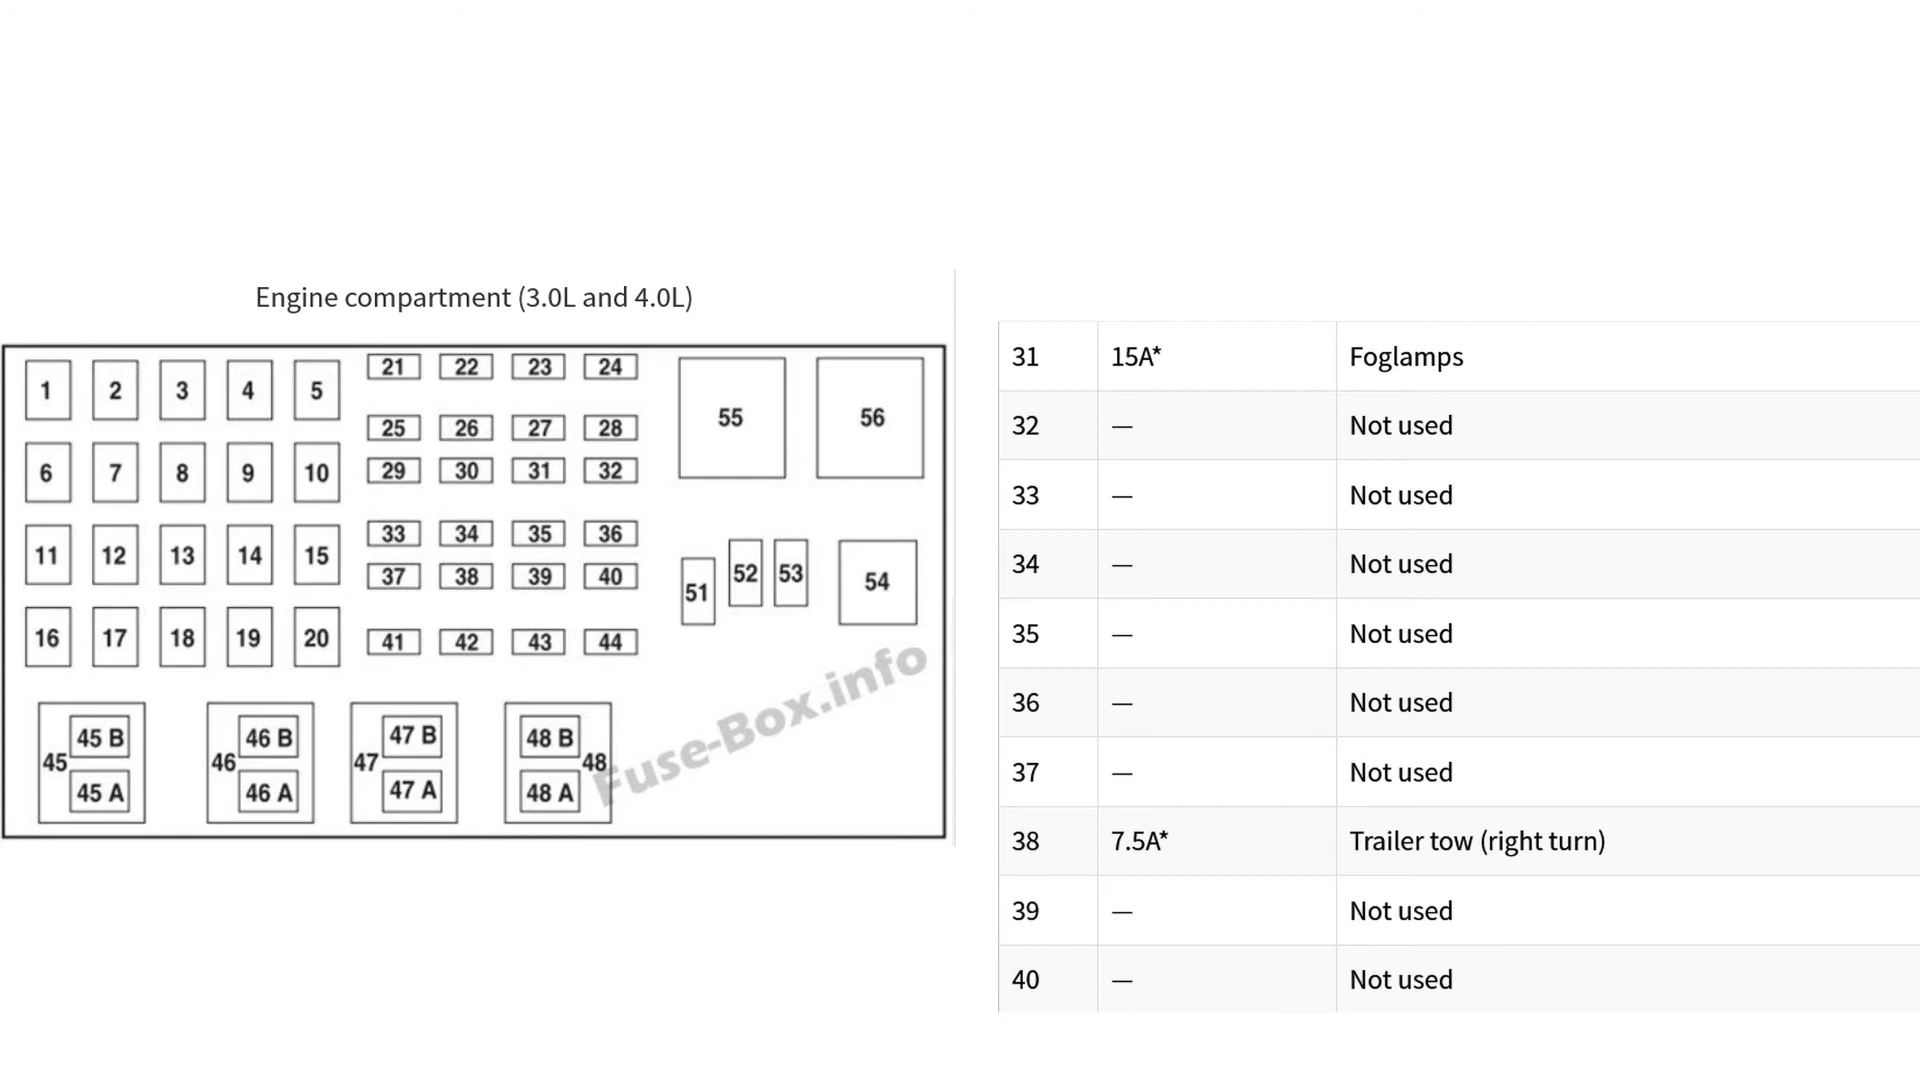 Engine compartment (3.0L and 4.0L)
1 2 3 4 5 21 22 23 24 55 56
25 26 27 28
6 7 8 9 10 29 30 31 32
11 12 13 14 15 33 34 35 36
37 38 39 40 51 52 53 54
16 17 18 19 20 41 42 43 44
45 B 46 B 47 B 48 B
45 46 47 48
45 A 46 A 47 A 48 A
Fuse-Box.info
31 15A* Foglamps
32 — Not used
33 — Not used
34 — Not used
35 — Not used
36 — Not used
37 — Not used
38 7.5A* Trailer tow (right turn)
39 — Not used
40 — Not used